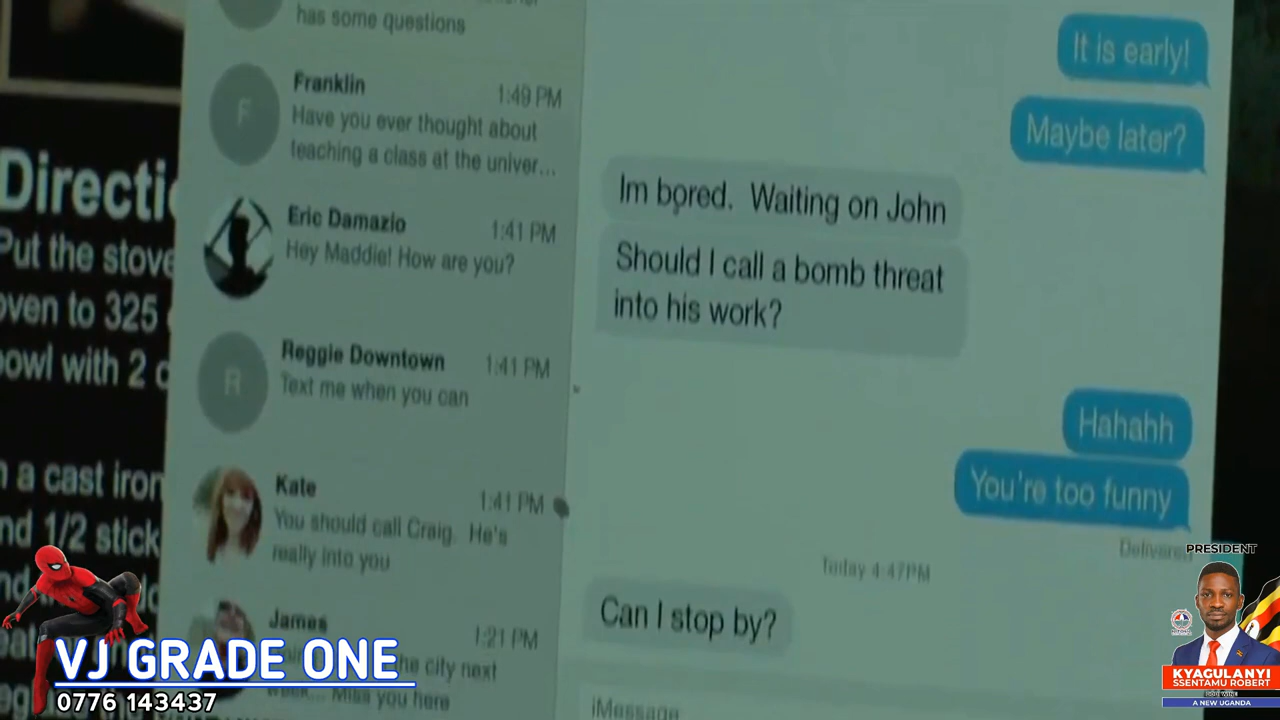 has some questions
Franklin
1:49 PM
Have you ever thought about
teaching a class at the univer...
Eric Damazio
1:41 PM
Hey Maddie! How are you?
Reggie Downtown
1:41 PM
Text me when you can
Kate
1:41 PM
You should call Craig. He's
really into you
James
1:21 PM
the city next
week... Miss you here
It is early!
Maybe later?
Im bored. Waiting on John
Should I call a bomb threat
into his work?
Hahahh
You're too funny
Today 4:47PM
Can I stop by?
iMessage
Put the stove
oven to 325
bowl with 2
a cast iron
and 1/2 stick
F
R
VJ GRADE ONE
0776 143437
PRESIDENT
KYAGULANYI
SSENTAMU ROBERT
A NEW UGANDA